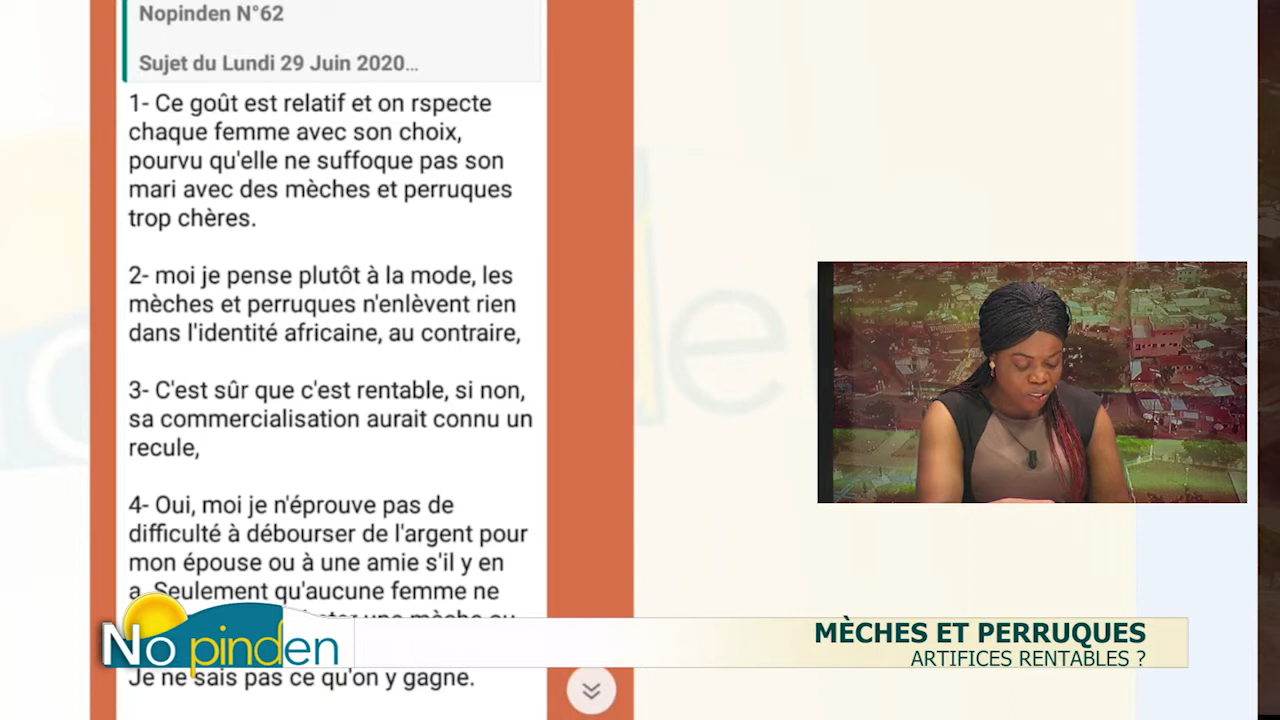 Nopinden N°62
Sujet du Lundi 29 Juin 2020...
1- Ce goût est relatif et on rspecte
chaque femme avec son choix,
pourvu qu'elle ne suffoque pas son
mari avec des mèches et perruques
trop chères.
2- moi je pense plutôt à la mode, les
mèches et perruques n'enlèvent rien
dans l'identité africaine, au contraire,
3- C'est sûr que c'est rentable, si non,
sa commercialisation aurait connu un
recule,
4- Oui, moi je n'éprouve pas de
difficulté à débourser de l'argent pour
mon épouse ou à une amie s'il y en
a. Seulement qu'aucune femme ne
une mèche ou
Je ne sais pas ce qu'on y gagne.
No pinden
MÈCHES ET PERRUQUES
ARTIFICES RENTABLES ?